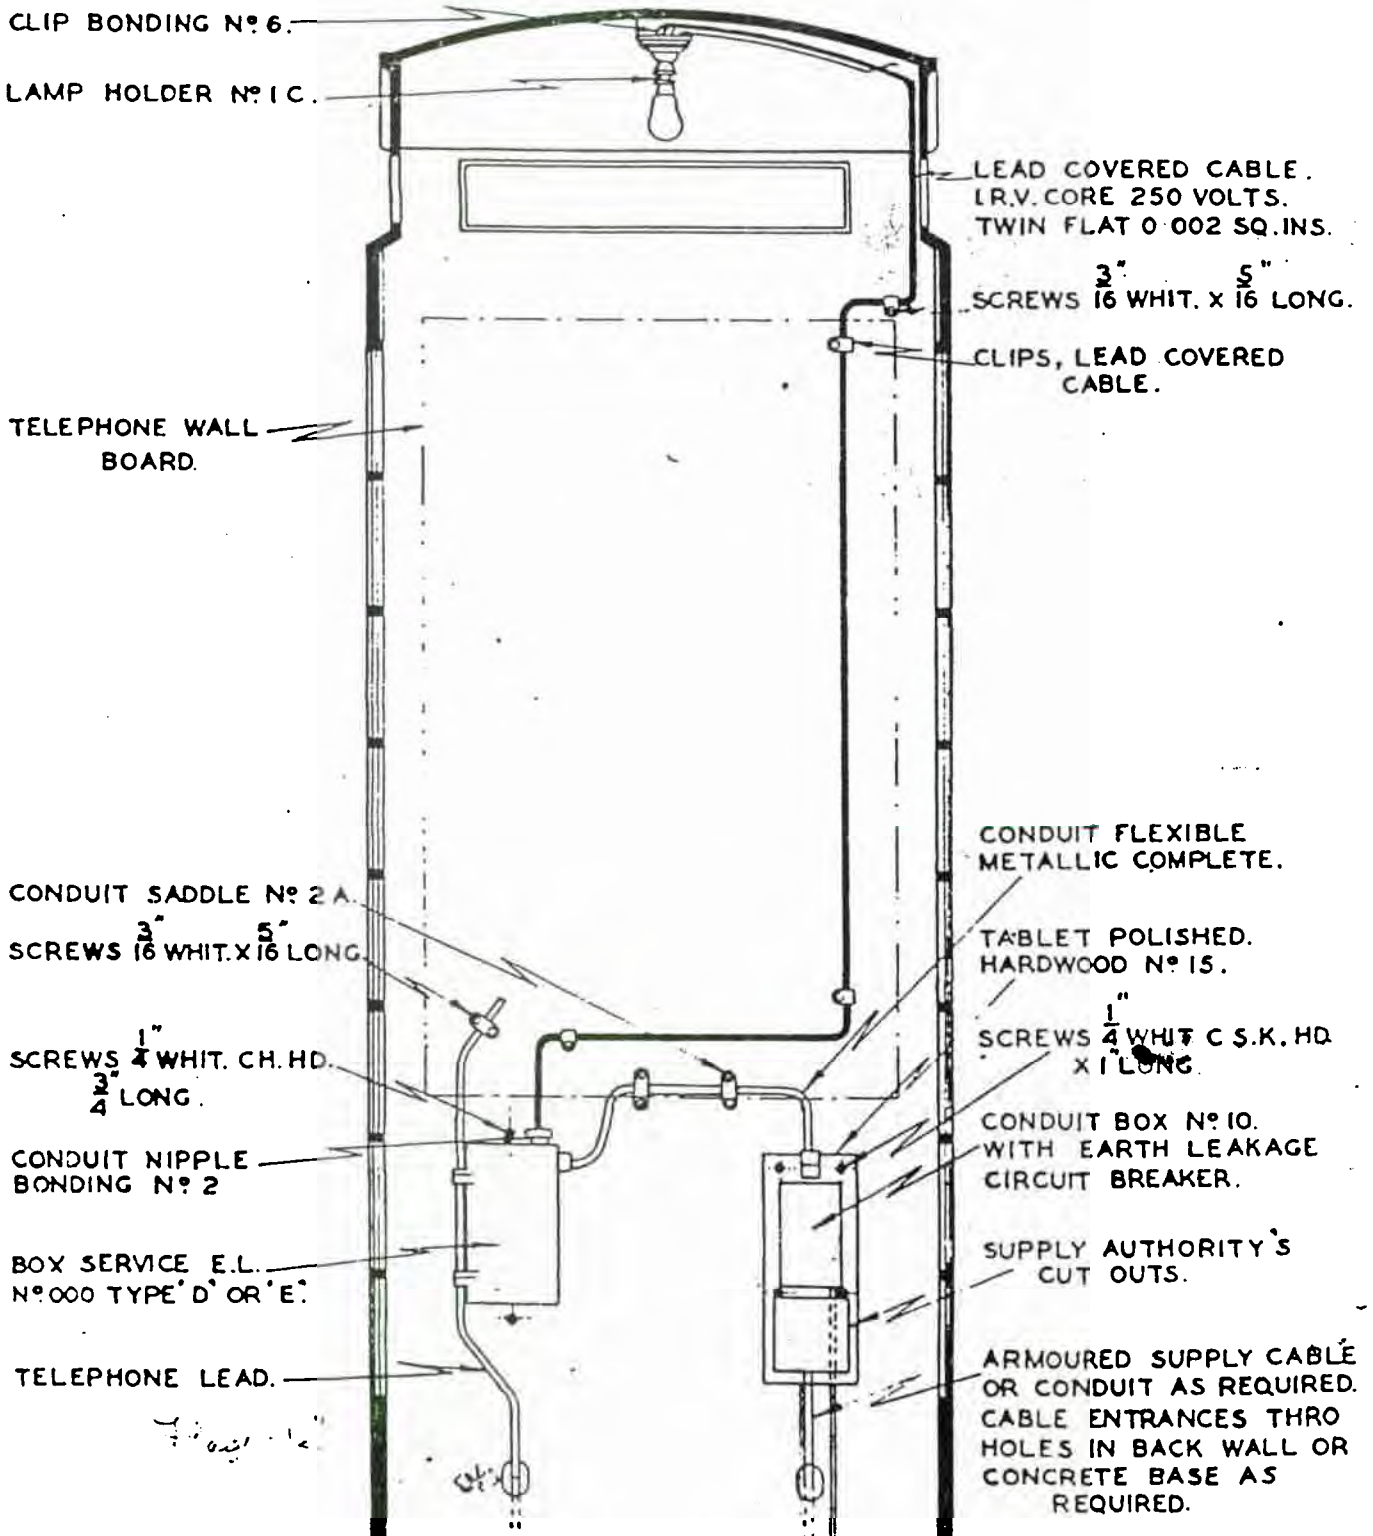 CLIP BONDING Nº 6.
LAMP HOLDER Nº 1 C.
LEAD COVERED CABLE.
I.R.V. CORE 250 VOLTS.
TWIN FLAT 0·002 SQ.INS.
SCREWS 3/16" WHIT. X 5/16" LONG.
CLIPS, LEAD COVERED
CABLE.
TELEPHONE WALL
BOARD.
CONDUIT FLEXIBLE
METALLIC COMPLETE.
CONDUIT SADDLE Nº 2 A.
SCREWS 3/16" WHIT. X 5/16" LONG
TABLET POLISHED.
HARDWOOD Nº 15.
SCREWS 1/4" WHIT. CH. HD.
3/4" LONG.
SCREWS 1/4" WHIT C S.K. HD.
X 1" LONG
CONDUIT NIPPLE
BONDING Nº 2
CONDUIT BOX Nº 10.
WITH EARTH LEAKAGE
CIRCUIT BREAKER.
BOX SERVICE E.L.
Nº 000 TYPE 'D' OR 'E'.
SUPPLY AUTHORITY'S
CUT OUTS.
TELEPHONE LEAD.
ARMOURED SUPPLY CABLE
OR CONDUIT AS REQUIRED.
CABLE ENTRANCES THRO
HOLES IN BACK WALL OR
CONCRETE BASE AS
REQUIRED.